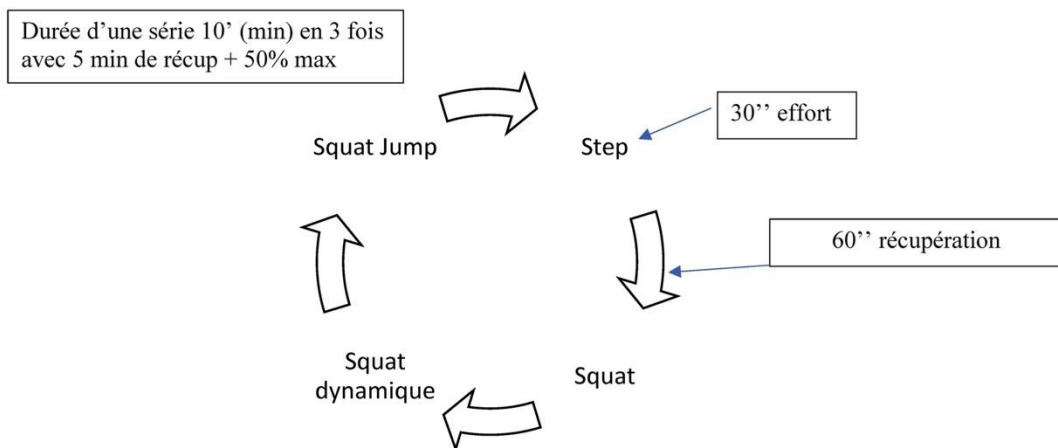 Durée d’une série 10’ (min) en 3 fois
avec 5 min de récup + 50% max
30’’ effort
Squat Jump
Step
60’’ récupération
Squat
dynamique
Squat